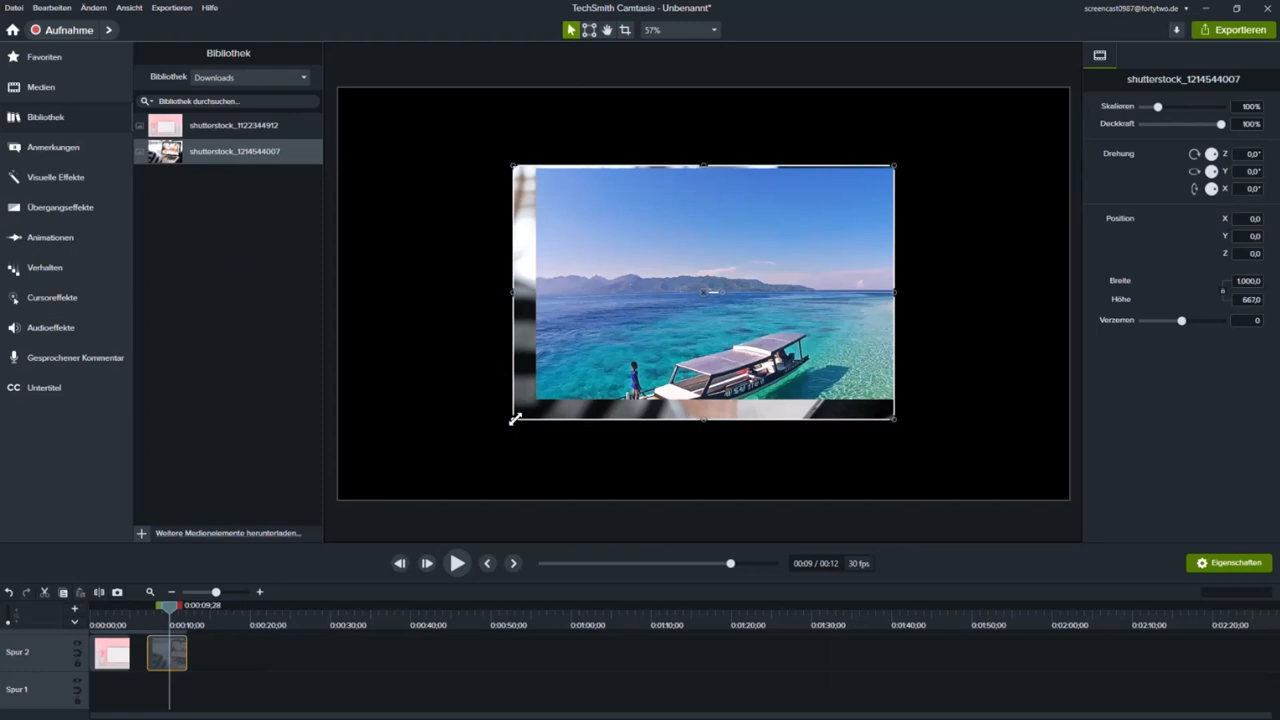 Datei Bearbeiten Ändern Ansicht Exportieren Hilfe TechSmith Camtasia - Unbenannt* screencast0987@fortytwo.de
Aufnahme 57% Exportieren
Favoriten
Medien
Bibliothek
Anmerkungen
Visuelle Effekte
Übergangseffekte
Animationen
Verhalten
Cursoreffekte
Audioeffekte
Gesprochener Kommentar
CC Untertitel
Bibliothek
Bibliothek Downloads
Bibliothek durchsuchen...
shutterstock_1122344912
shutterstock_1214544007
Weitere Medienelemente herunterladen...
shutterstock_1214544007
Skalieren 100%
Deckkraft 100%
Drehung Z 0,0°
Y 0,0°
X 0,0°
Position X 0,0
Y 0,0
Z 0,0
Breite 1.000,0
Höhe 667,0
Verzerren 0
00:09 / 00:12 30 fps
Eigenschaften
0:00:09;28
0:00:00;00 0:00:10;00 0:00:20;00 0:00:30;00 0:00:40;00 0:00:50;00 0:01:00;00 0:01:10;00 0:01:20;00 0:01:30;00 0:01:40;00 0:01:50;00 0:02:00;00 0:02:10;00 0:02:20;00
Spur 2
Spur 1